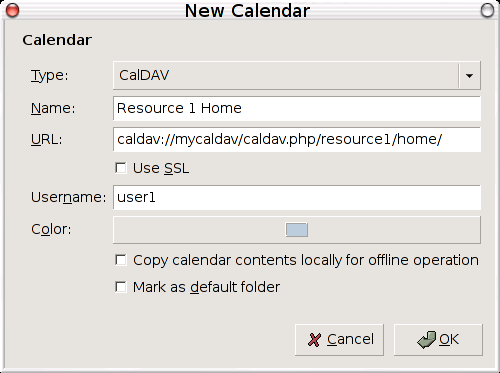 New Calendar
Calendar
Type: CalDAV
Name: Resource 1 Home
URL: caldav://mycaldav/caldav.php/resource1/home/
Use SSL
Username: user1
Color:
Copy calendar contents locally for offline operation
Mark as default folder
Cancel OK